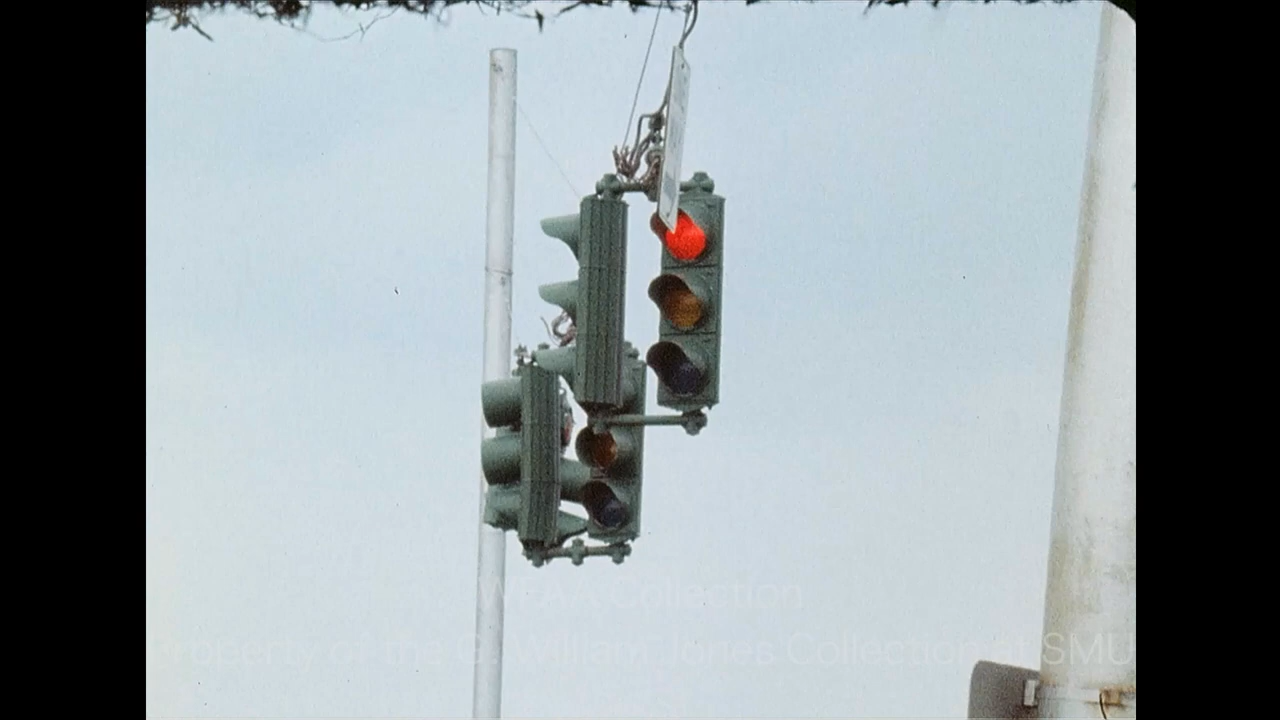 WFAA Collection
Property of the G. William Jones Collection at SMU